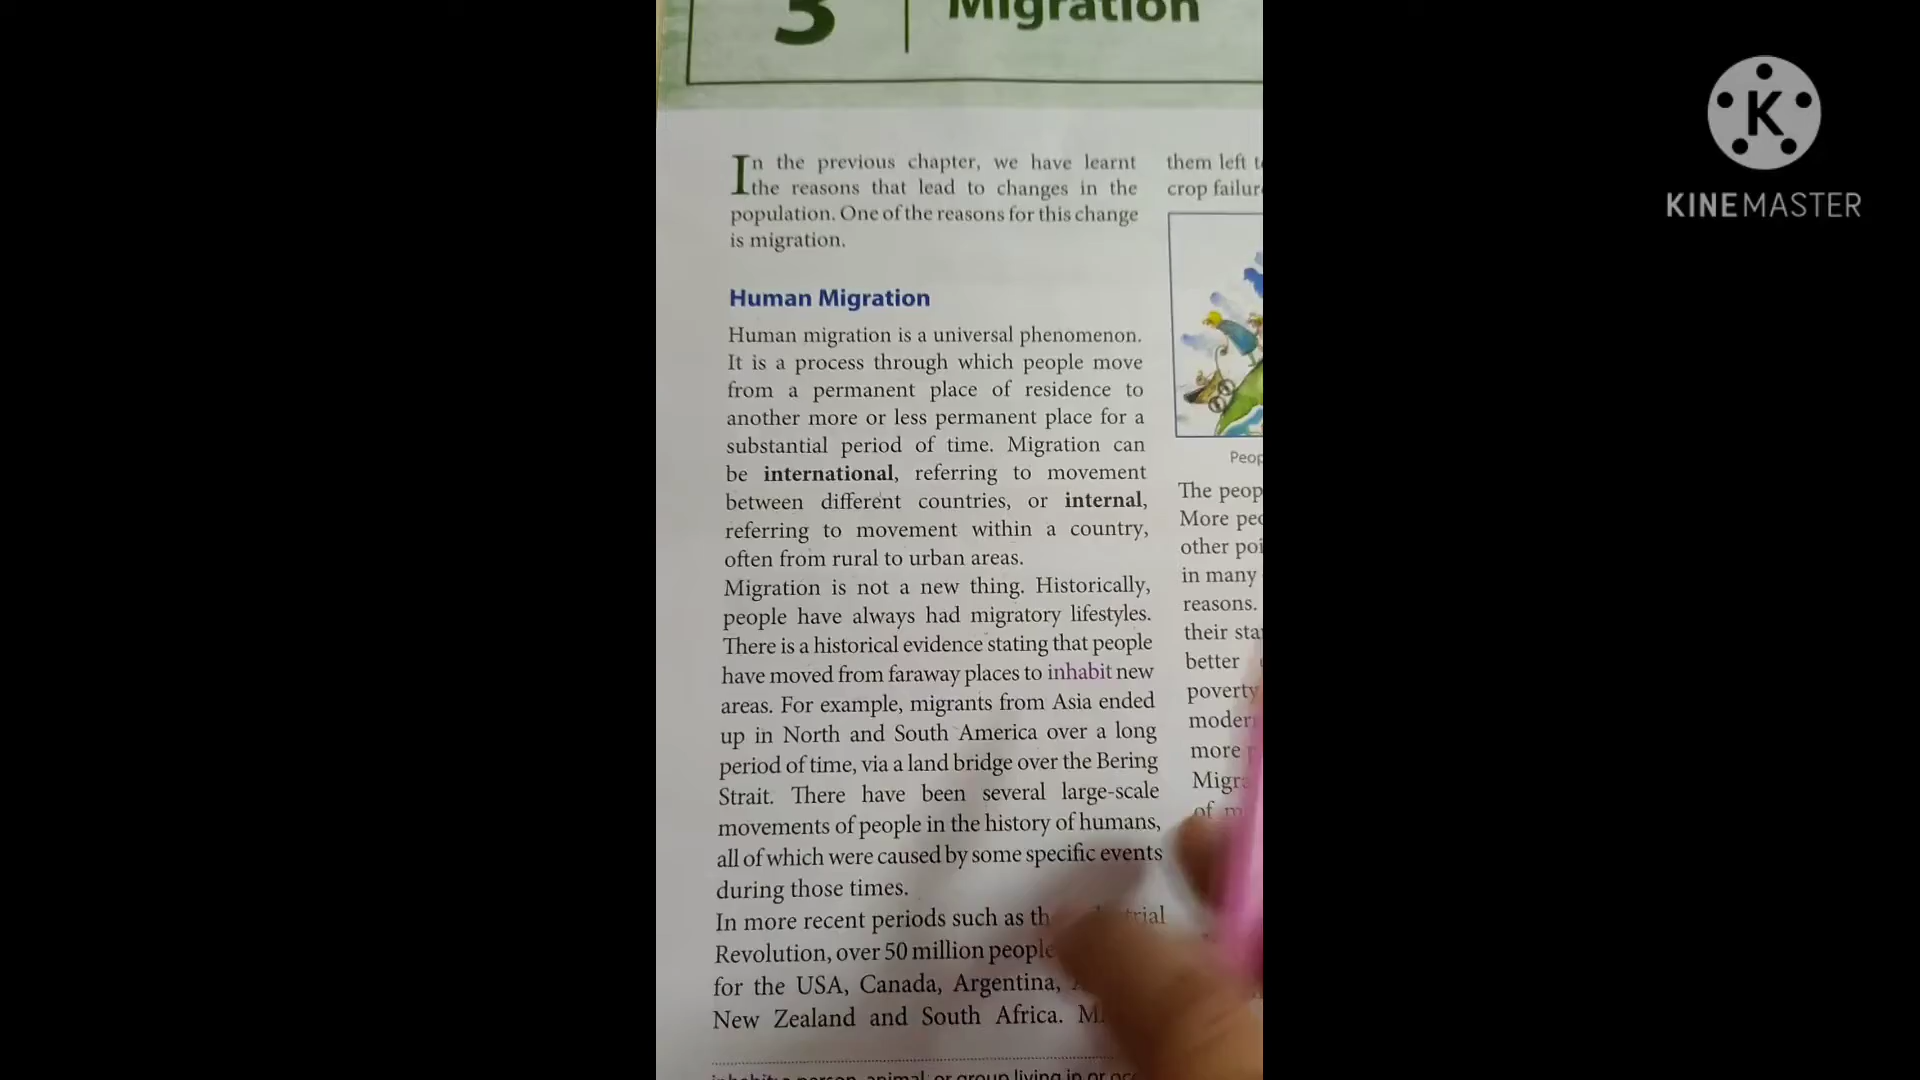 3
Migration
In the previous chapter, we have learnt
the reasons that lead to changes in the
population. One of the reasons for this change
is migration.
Human Migration
Human migration is a universal phenomenon.
It is a process through which people move
from a permanent place of residence to
another more or less permanent place for a
substantial period of time. Migration can
be international, referring to movement
between different countries, or internal,
referring to movement within a country,
often from rural to urban areas.
Migration is not a new thing. Historically,
people have always had migratory lifestyles.
There is a historical evidence stating that people
have moved from faraway places to inhabit new
areas. For example, migrants from Asia ended
up in North and South America over a long
period of time, via a land bridge over the Bering
Strait. There have been several large-scale
movements of people in the history of humans,
all of which were caused by some specific events
during those times.
In more recent periods such as
Revolution, over 50 million people
for the USA, Canada, Argentina,
New Zealand and South Africa.
inhabit: a person, animal, or group living in or
them left
crop
The
More
other
in many
reasons.
their
better
poverty
more
of
K
KINEMASTER